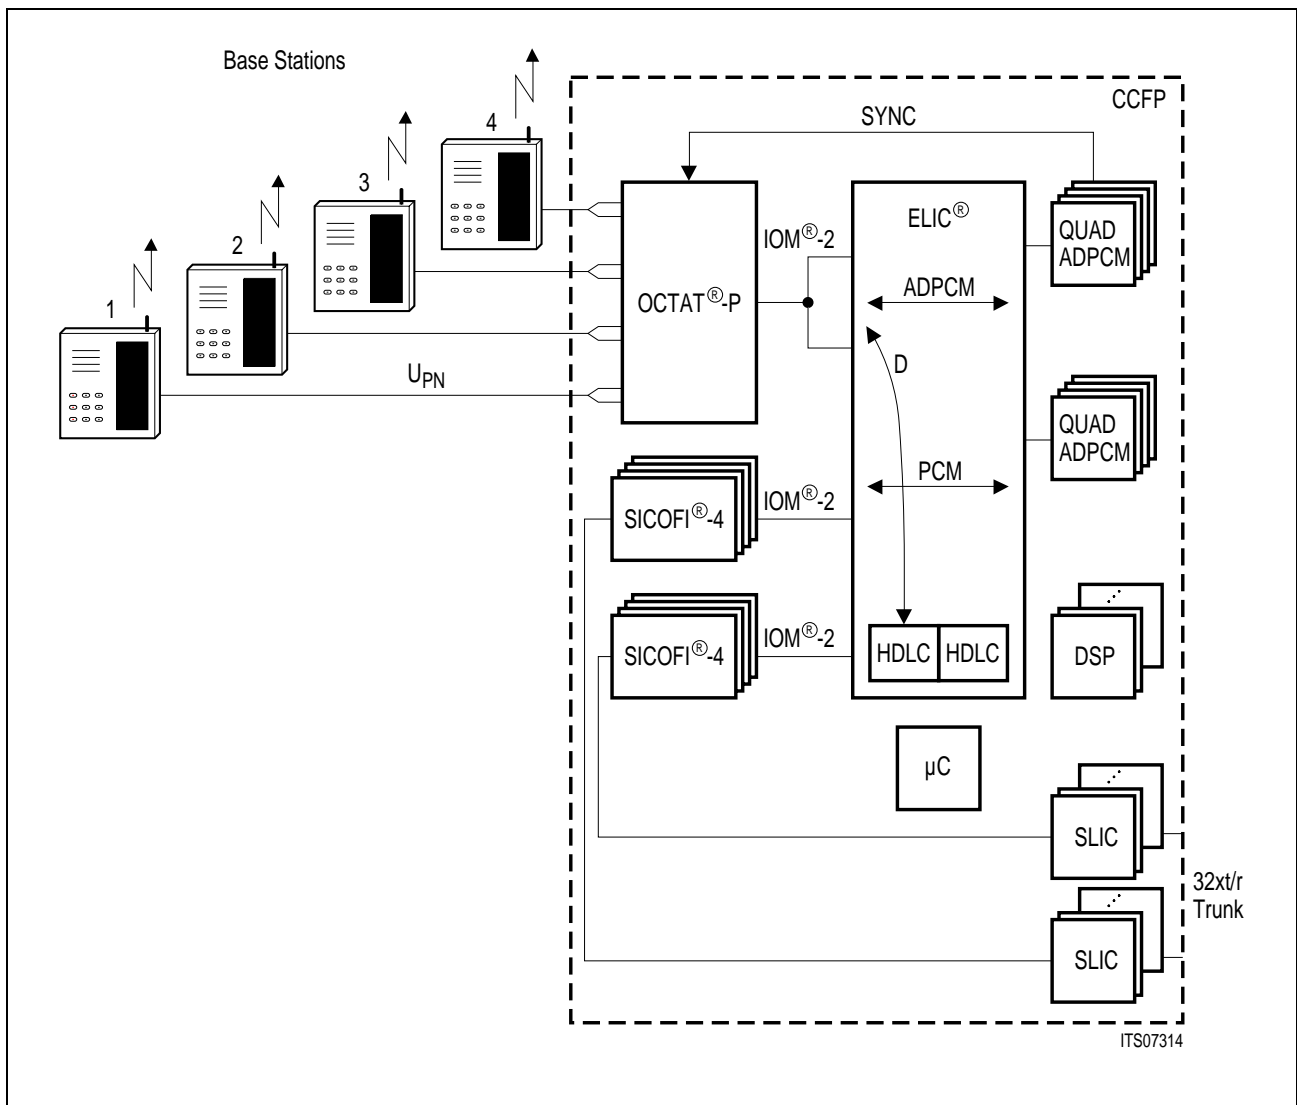 Base Stations
CCFP
SYNC
4
3
2
1
U_PN
OCTAT®-P
IOM®-2
ELIC®
ADPCM
D
PCM
QUAD
ADPCM
QUAD
ADPCM
SICOFI®-4
IOM®-2
SICOFI®-4
IOM®-2
HDLC
HDLC
DSP
µC
SLIC
SLIC
32xt/r
Trunk
ITS07314